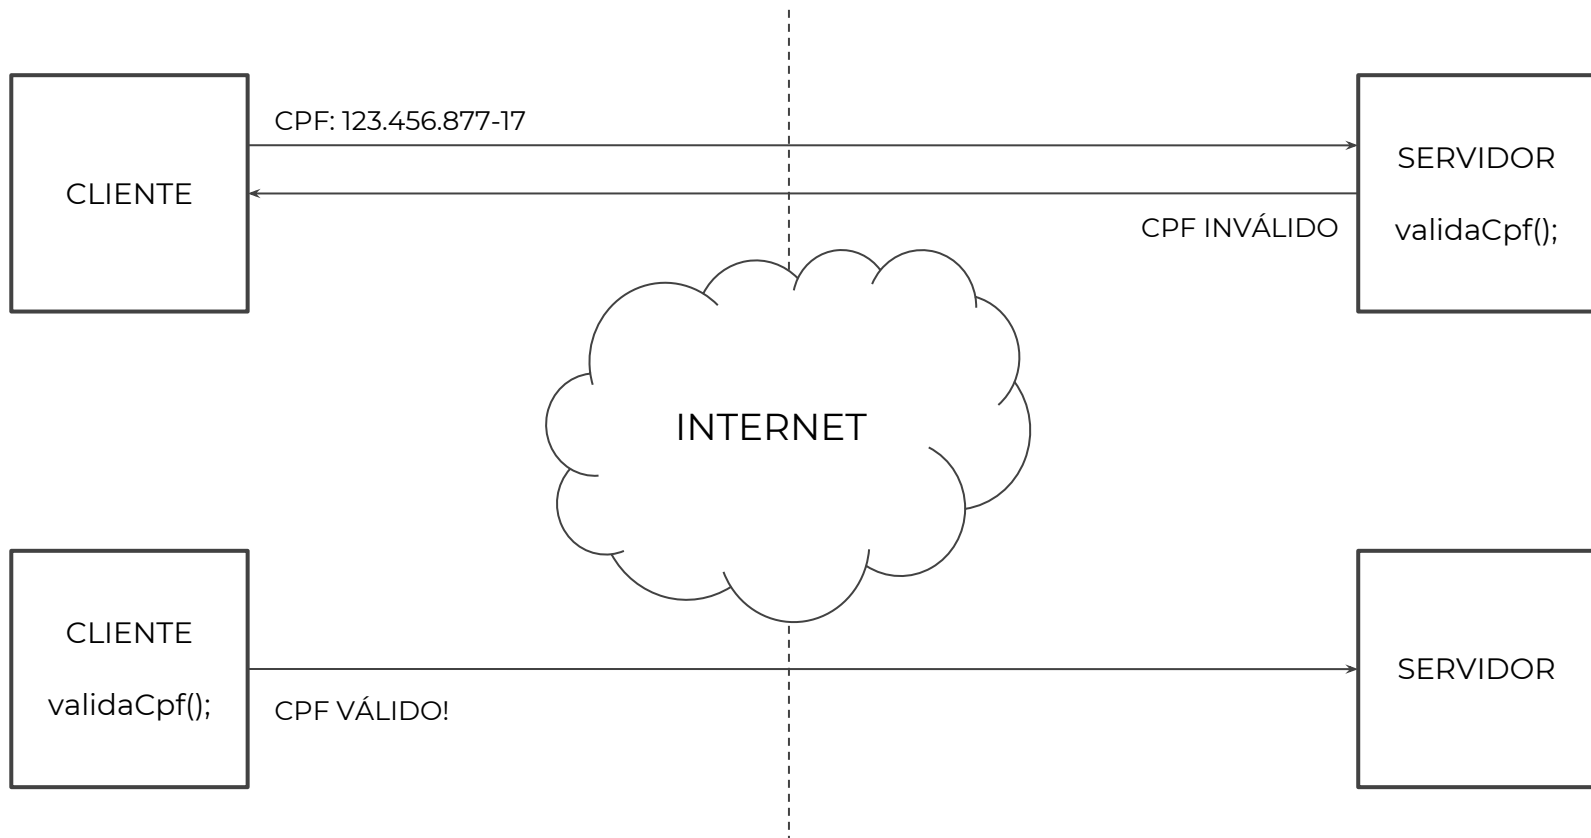 CPF: 123.456.877-17
CLIENTE
SERVIDOR
validaCpf();
CPF INVÁLIDO
INTERNET
CLIENTE
validaCpf();
CPF VÁLIDO!
SERVIDOR